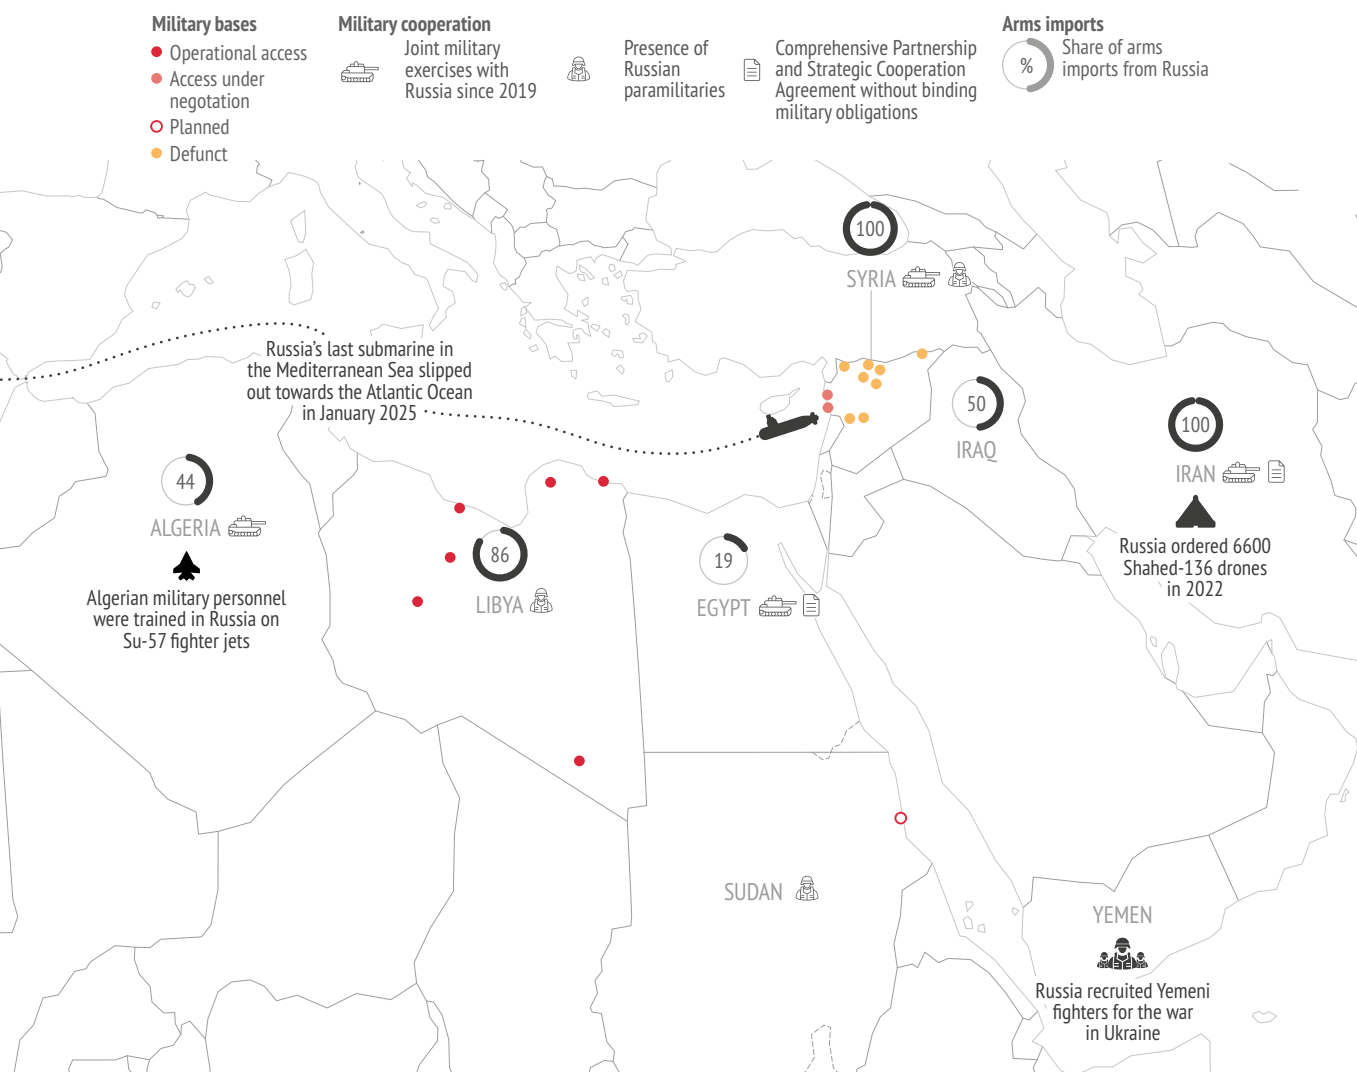 Military bases
Operational access
Access under
negotation
Planned
Defunct
Military cooperation
Joint military
exercises with
Russia since 2019
Presence of
Russian
paramilitaries
Comprehensive Partnership
and Strategic Cooperation
Agreement without binding
military obligations
Arms imports
%
Share of arms
imports from Russia
100
SYRIA
Russia's last submarine in
the Mediterranean Sea slipped
out towards the Atlantic Ocean
in January 2025
50
IRAQ
100
IRAN
Russia ordered 6600
Shahed-136 drones
in 2022
44
ALGERIA
Algerian military personnel
were trained in Russia on
Su-57 fighter jets
86
LIBYA
19
EGYPT
SUDAN
YEMEN
Russia recruited Yemeni
fighters for the war
in Ukraine